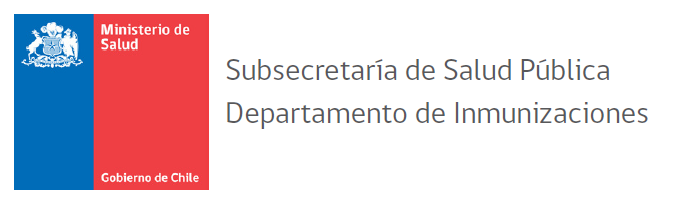 Ministerio de
Salud
Gobierno de Chile
Subsecretaría de Salud Pública
Departamento de Inmunizaciones